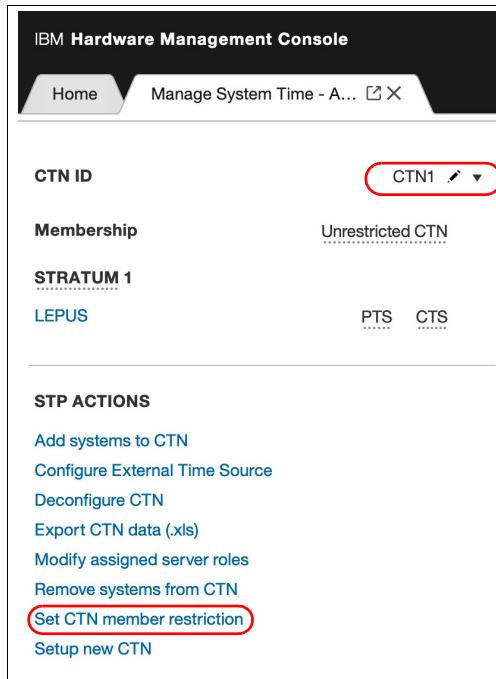 IBM Hardware Management Console
Home Manage System Time - A...
CTN ID CTN1
Membership Unrestricted CTN
STRATUM 1
LEPUS PTS CTS
STP ACTIONS
Add systems to CTN
Configure External Time Source
Deconfigure CTN
Export CTN data (.xls)
Modify assigned server roles
Remove systems from CTN
Set CTN member restriction
Setup new CTN